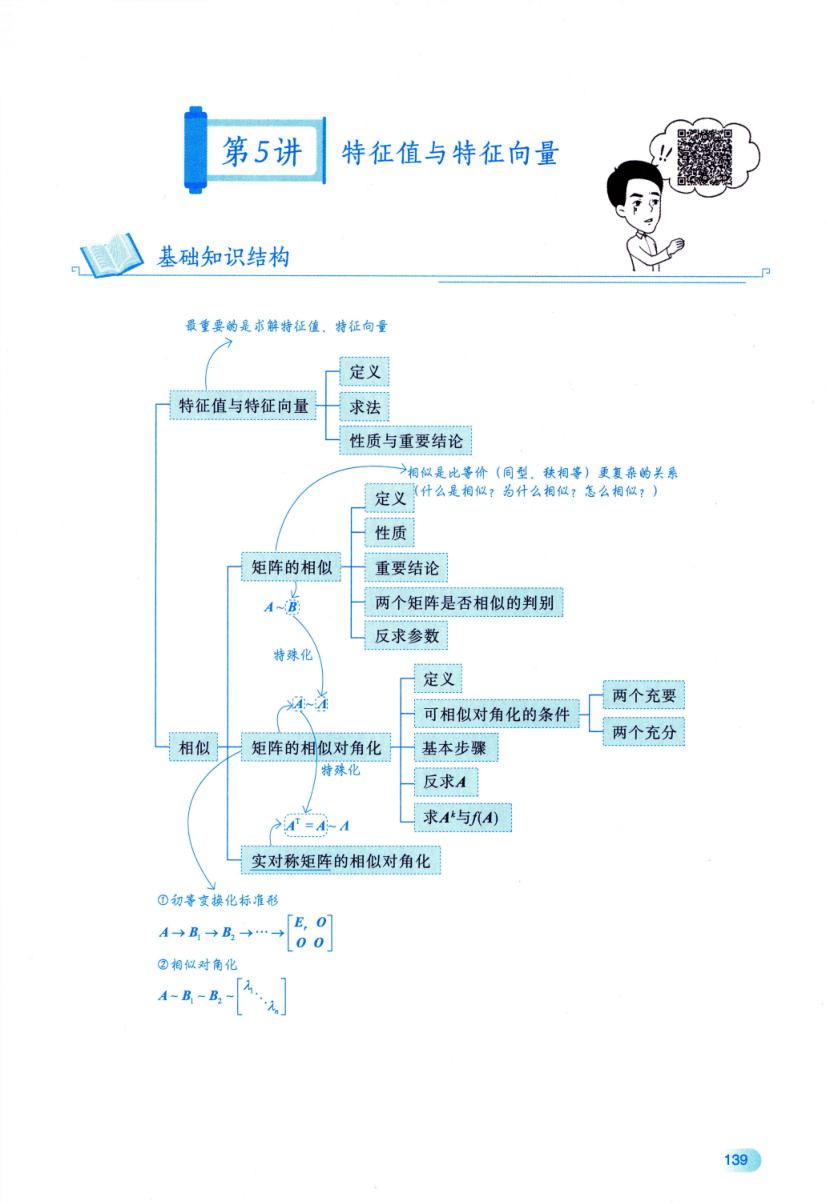 第5讲
特征值与特征向量
!!
基础知识结构
最重要的是求解特征值、特征向量
定义
特征值与特征向量
求法
性质与重要结论
相似是比等价（同型、秩相等）更复杂的关系
（什么是相似？为什么相似？怎么相似？）
定义
性质
矩阵的相似
重要结论
A~B
两个矩阵是否相似的判别
反求参数
特殊化
定义
两个充要
A~Λ
可相似对角化的条件
两个充分
相似
矩阵的相似对角化
基本步骤
特殊化
反求A
求Aᵏ与f(A)
Aᵀ=A~Λ
实对称矩阵的相似对角化
①初等变换化标准形
A→B₁→B₂→⋯→[Eᵣ O
O O]
②相似对角化
A~B₁~B₂~[λ₁
⋱
λₙ]
139